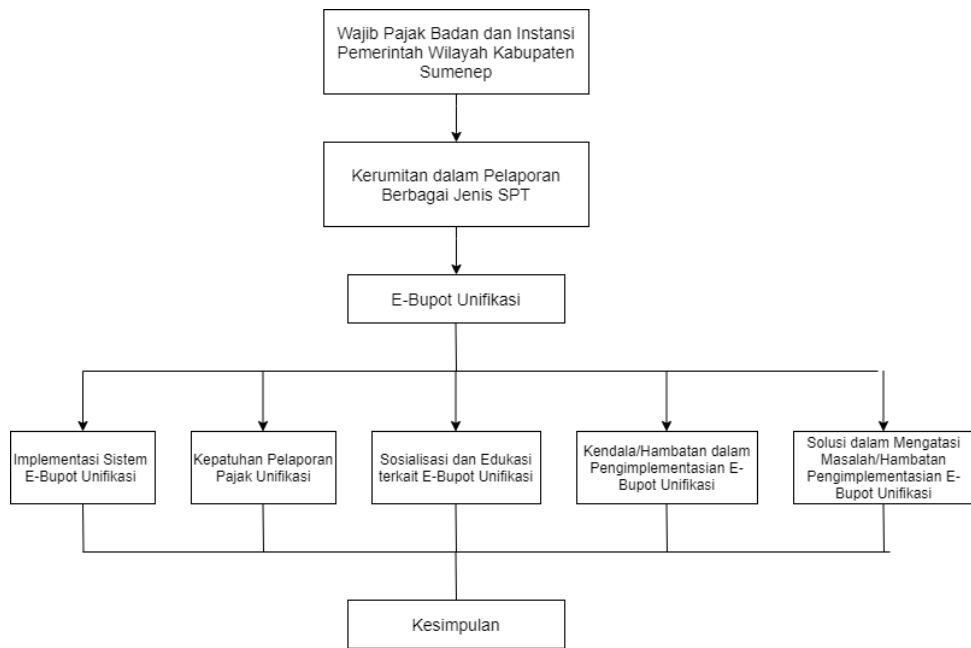 Wajib Pajak Badan dan Instansi
Pemerintah Wilayah Kabupaten
Sumenep
Kerumitan dalam Pelaporan
Berbagai Jenis SPT
E-Bupot Unifikasi
Implementasi Sistem
E-Bupot Unifikasi
Kepatuhan Pelaporan
Pajak Unifikasi
Sosialisasi dan Edukasi
terkait E-Bupot Unifikasi
Kendala/Hambatan dalam
Pengimplementasian E-
Bupot Unifikasi
Solusi dalam Mengatasi
Masalah/Hambatan
Pengimplementasian E-
Bupot Unifikasi
Kesimpulan